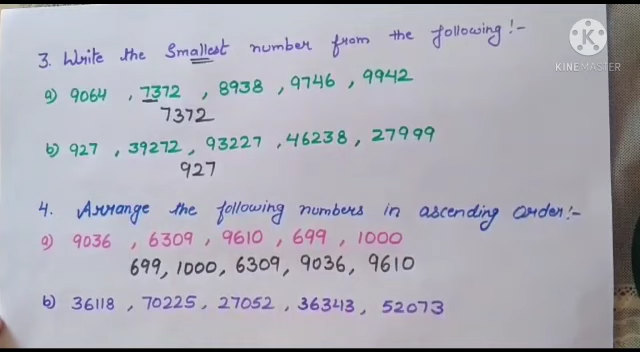 KINEMASTER
3. Write the Smallest number from the following :-
a) 9064 , 7372 , 8938 , 9746 , 9942
7372
b) 927 , 39272 , 93227 , 46238 , 27999
927
4. Arrange the following numbers in ascending order :-
a) 9036 , 6309 , 9610 , 699 , 1000
699, 1000, 6309, 9036, 9610
b) 36118 , 70225 , 27052 , 36343 , 52073